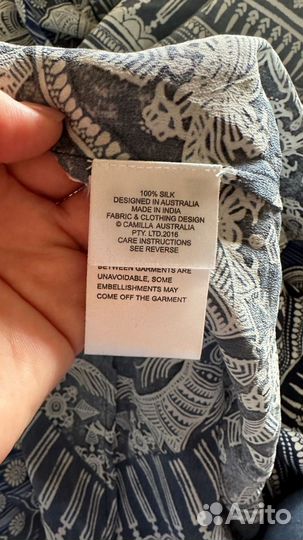 100% SILK
DESIGNED IN AUSTRALIA
MADE IN INDIA
FABRIC & CLOTHING DESIGN
© CAMILLA AUSTRALIA
PTY. LTD.2016
CARE INSTRUCTIONS
SEE REVERSE
BETWEEN GARMENTS ARE
UNAVOIDABLE, SOME
EMBELLISHMENTS MAY
COME OFF THE GARMENT
Avito